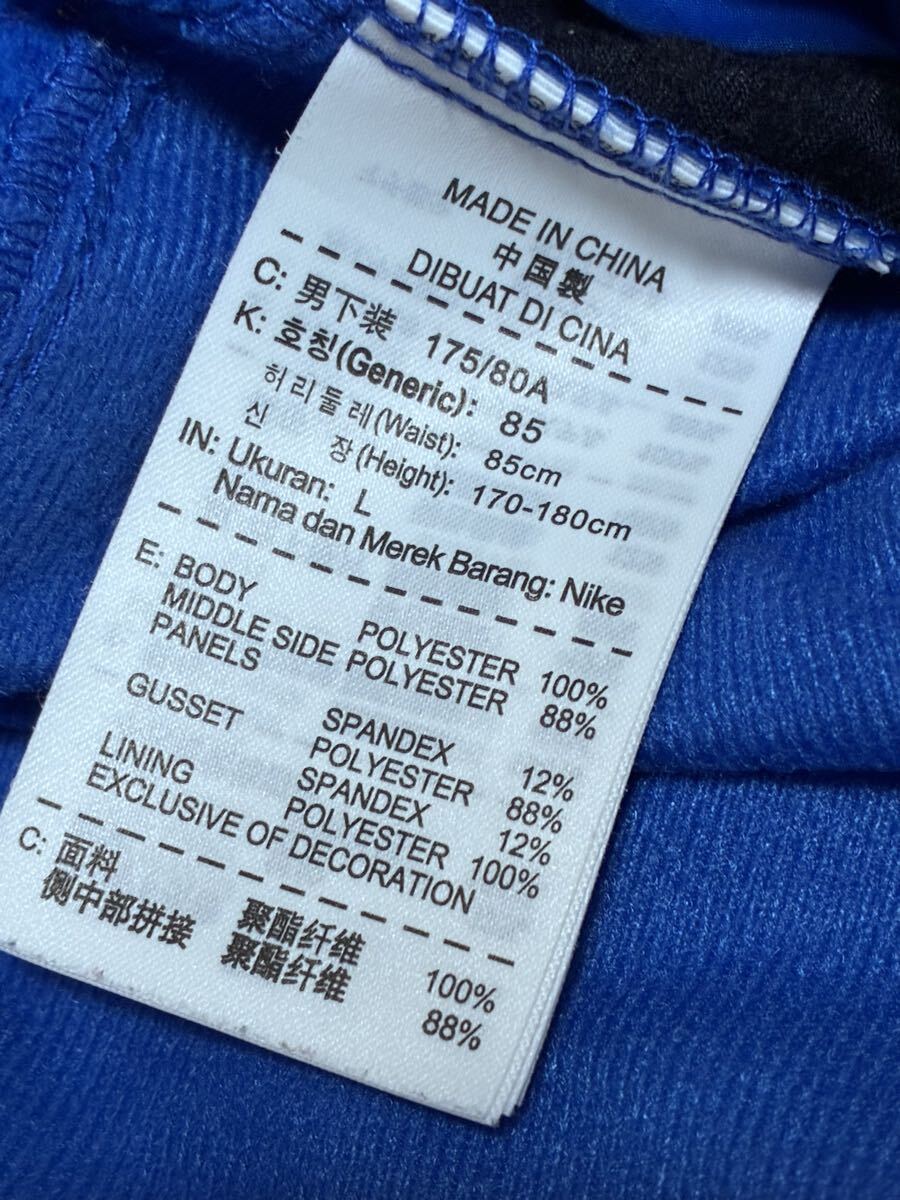 MADE IN CHINA
中国製
DIBUAT DI CINA
C: 男下装 175/80A
K: 호칭(Generic): 85
허리둘레(Waist): 85cm
신 장(Height): 170-180cm
IN: Ukuran: L
Nama dan Merek Barang: Nike
E: BODY POLYESTER 100%
MIDDLE SIDE POLYESTER 88%
PANELS
SPANDEX 12%
GUSSET POLYESTER 88%
SPANDEX 12%
LINING POLYESTER 100%
EXCLUSIVE OF DECORATION
C: 面料 聚酯纤维 100%
侧中部拼接 聚酯纤维 88%